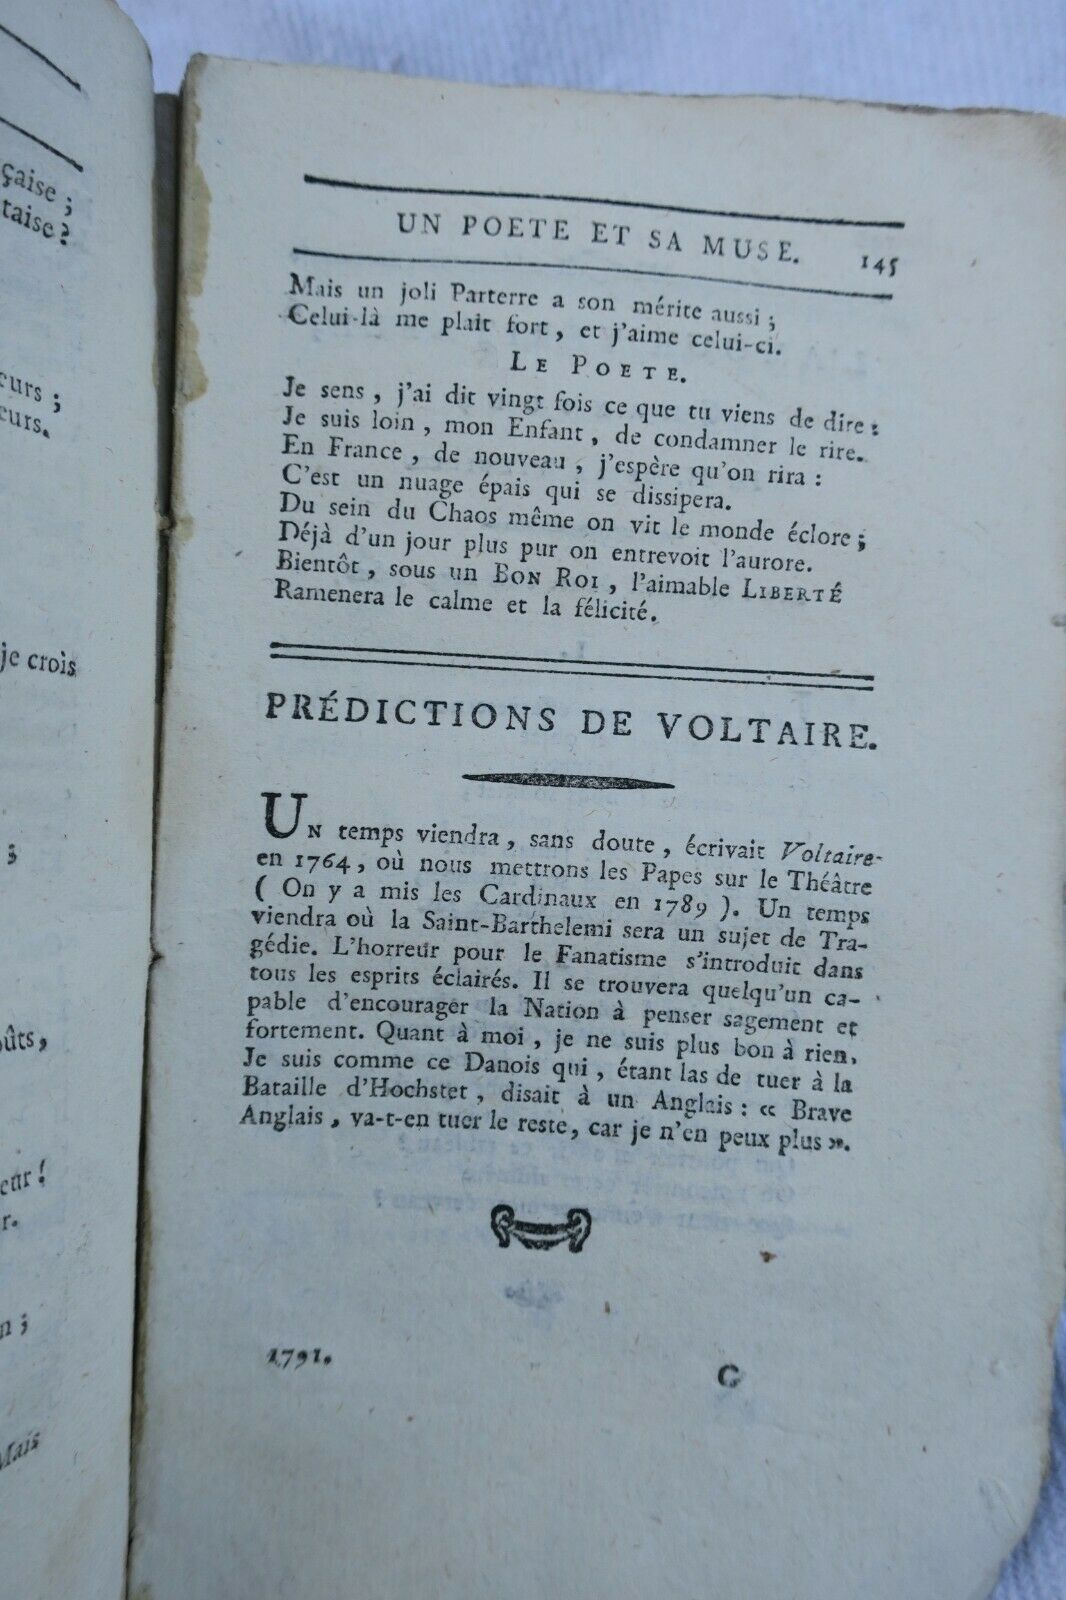 çaise ;
taise ?
eurs ;
eurs.
je crois
;
oûts,
eur !
r.
n ;
Mais
UN POETE ET SA MUSE. 145
Mais un joli Parterre a son mérite aussi ;
Celui-là me plaît fort, et j'aime celui-ci.
LE POETE.
Je sens, j'ai dit vingt fois ce que tu viens de dire :
Je suis loin, mon Enfant, de condamner le rire.
En France, de nouveau, j'espère qu'on rira :
C'est un nuage épais qui se dissipera.
Du sein du Chaos même on vit le monde éclore ;
Déjà d'un jour plus pur on entrevoit l'aurore.
Bientôt, sous un BON ROI, l'aimable LIBERTÉ
Ramenera le calme et la félicité.
PRÉDICTIONS DE VOLTAIRE.
UN temps viendra, sans doute, écrivait Voltaire
en 1764, où nous mettrons les Papes sur le Théâtre
( On y a mis les Cardinaux en 1789 ). Un temps
viendra où la Saint-Barthelemi sera un sujet de Tra-
gédie. L'horreur pour le Fanatisme s'introduit dans
tous les esprits éclairés. Il se trouvera quelqu'un ca-
pable d'encourager la Nation à penser sagement et
fortement. Quant à moi, je ne suis plus bon à rien.
Je suis comme ce Danois qui, étant las de tuer à la
Bataille d'Hochstet, disait à un Anglais : « Brave
Anglais, va-t-en tuer le reste, car je n'en peux plus ».
1791. G